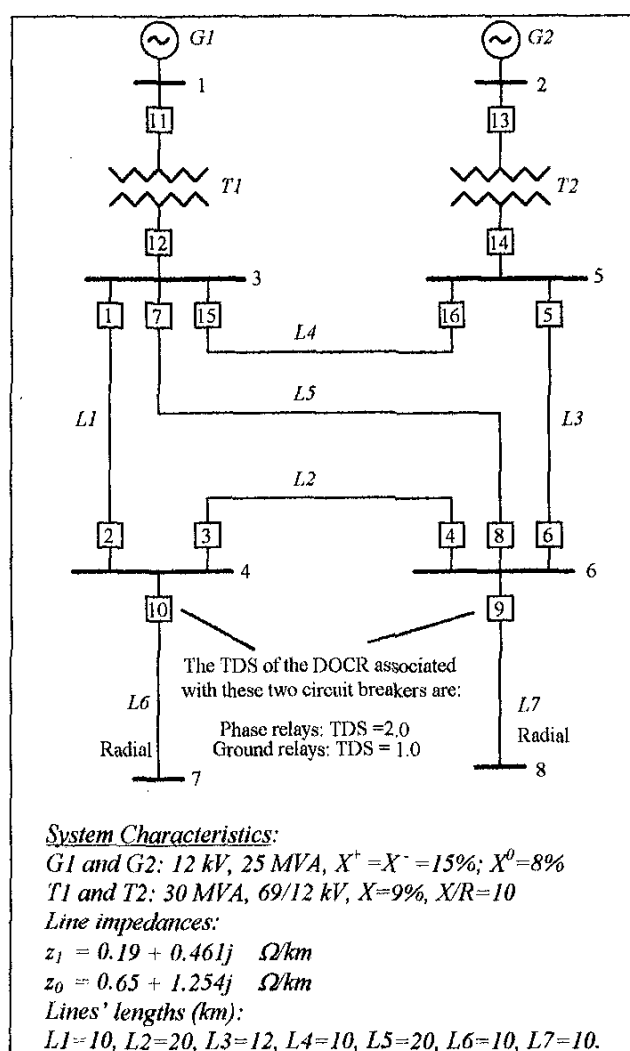 G1 G2
1 2
11 13
T1 T2
12 14
3 5
1 7 15 16 5
L4
L5
L1 L3
L2
2 3 4 8 6
4 6
10 9
The TDS of the DOCR associated
with these two circuit breakers are:
L6 L7
Phase relays: TDS =2.0
Radial Ground relays: TDS = 1.0 Radial
7 8
System Characteristics:
G1 and G2: 12 kV, 25 MVA, X⁺ =X⁻ =15%; X⁰=8%
T1 and T2: 30 MVA, 69/12 kV, X=9%, X/R=10
Line impedances:
z₁ = 0.19 + 0.461j Ω/km
z₀ = 0.65 + 1.254j Ω/km
Lines' lengths (km):
L1=10, L2=20, L3=12, L4=10, L5=20, L6=10, L7=10.